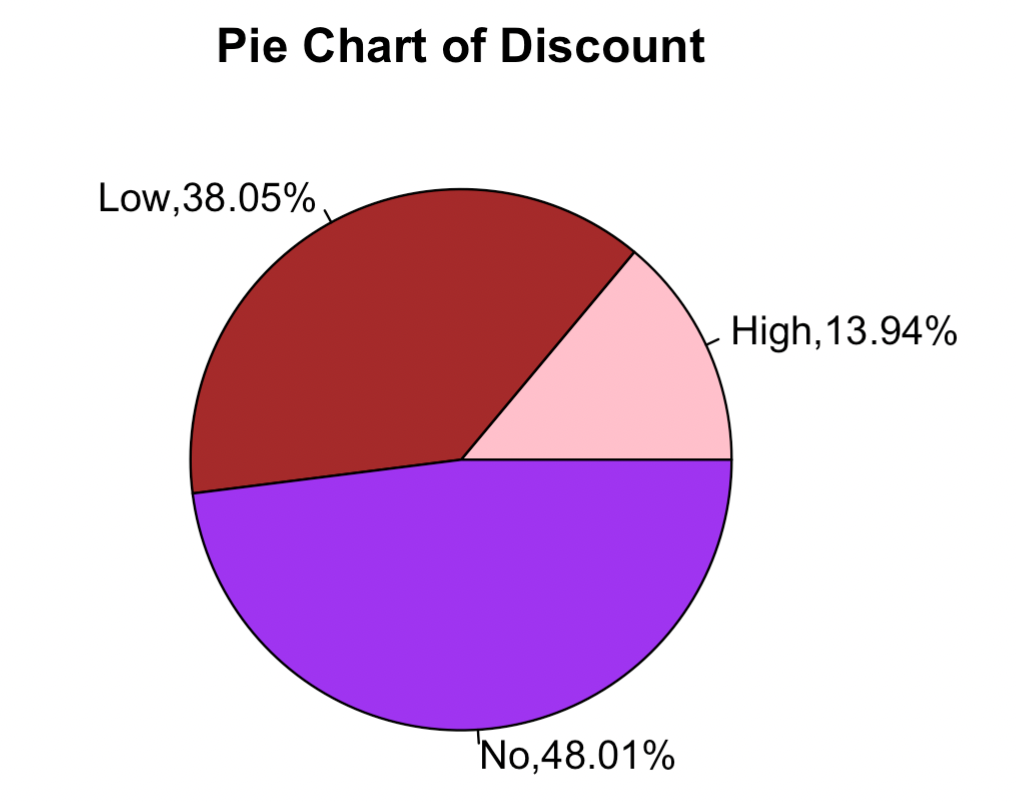 Pie Chart of Discount
Low,38.05%
High,13.94%
No,48.01%